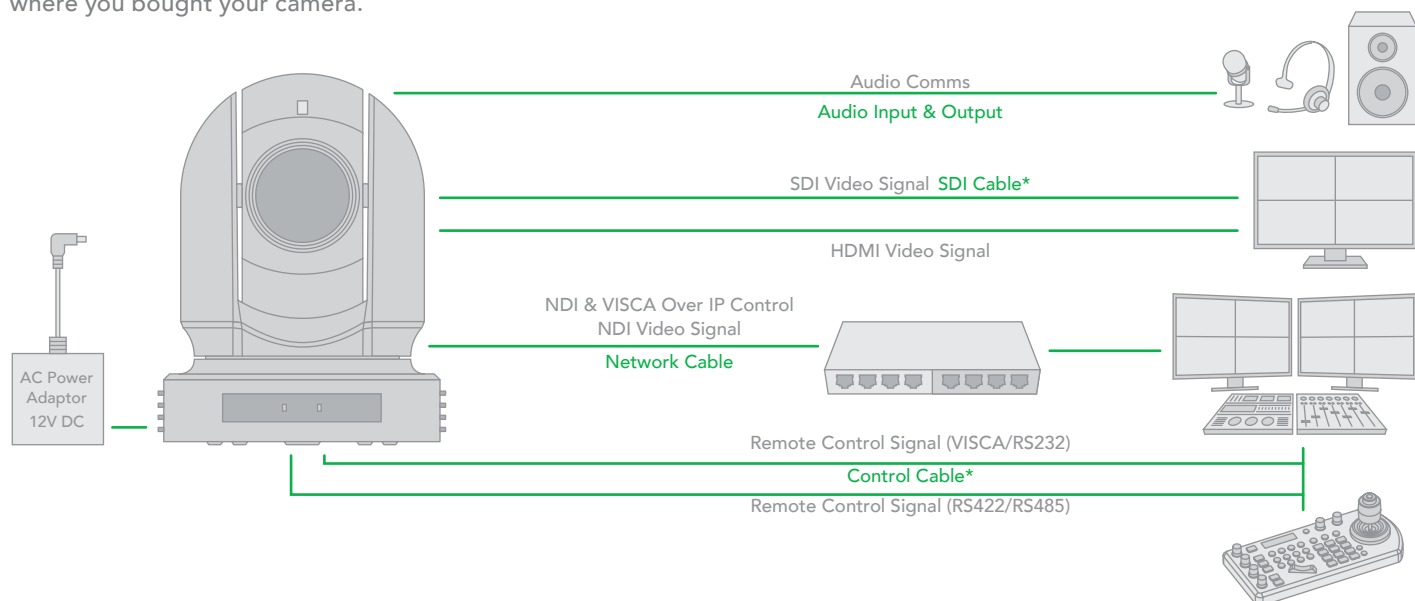 where you bought your camera.
Audio Comms
Audio Input & Output
SDI Video Signal SDI Cable*
HDMI Video Signal
NDI & VISCA Over IP Control
NDI Video Signal
Network Cable
AC Power
Adaptor
12V DC
Remote Control Signal (VISCA/RS232)
Control Cable*
Remote Control Signal (RS422/RS485)